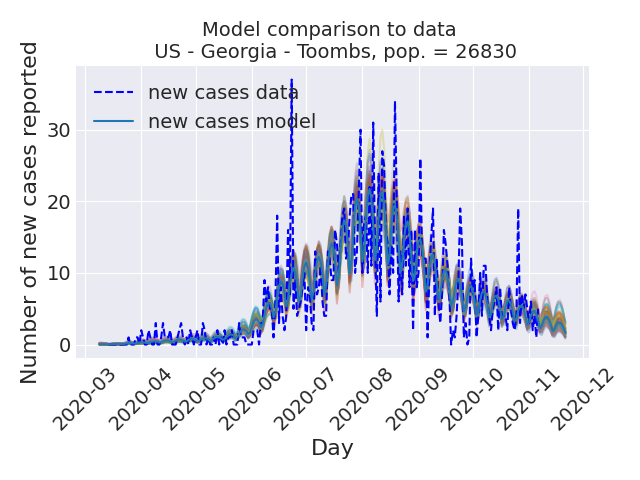 Model comparison to data
US - Georgia - Toombs, pop. = 26830
Number of new cases reported
new cases data
new cases model
30
20
10
0
2020-03
2020-04
2020-05
2020-06
2020-07
2020-08
2020-09
2020-10
2020-11
2020-12
Day